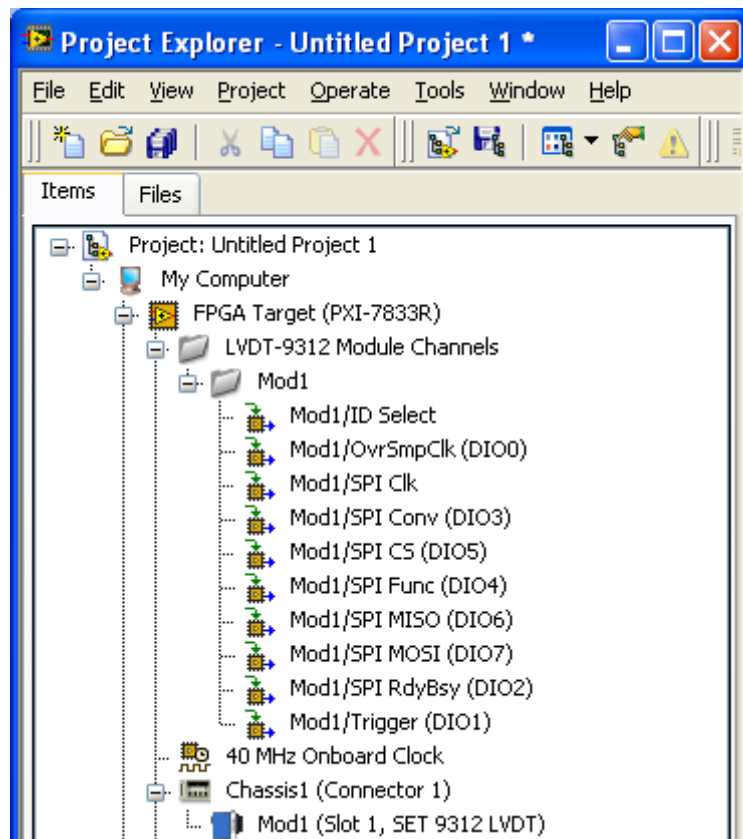 Project Explorer - Untitled Project 1 *
File Edit View Project Operate Tools Window Help
Items Files
Project: Untitled Project 1
My Computer
FPGA Target (PXI-7833R)
LVDT-9312 Module Channels
Mod1
Mod1/ID Select
Mod1/OvrSmpClk (DIO0)
Mod1/SPI Clk
Mod1/SPI Conv (DIO3)
Mod1/SPI CS (DIO5)
Mod1/SPI Func (DIO4)
Mod1/SPI MISO (DIO6)
Mod1/SPI MOSI (DIO7)
Mod1/SPI RdyBsy (DIO2)
Mod1/Trigger (DIO1)
40 MHz Onboard Clock
Chassis1 (Connector 1)
Mod1 (Slot 1, SET 9312 LVDT)